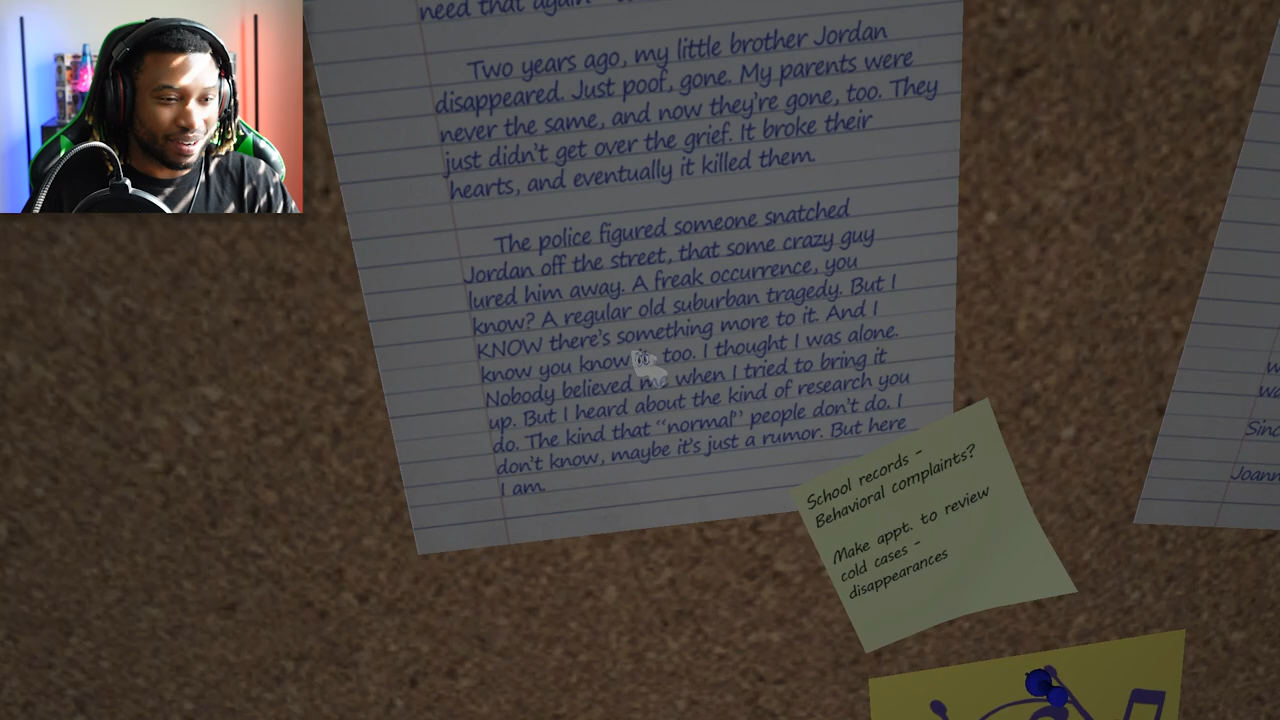 need that again
Two years ago, my little brother Jordan
disappeared. Just poof, gone. My parents were
never the same, and now they're gone, too. They
just didn't get over the grief. It broke their
hearts, and eventually it killed them.
The police figured someone snatched
Jordan off the street, that some crazy guy
lured him away. A freak occurrence, you
know? A regular old suburban tragedy. But I
KNOW there's something more to it. And I
know you know too. I thought I was alone.
Nobody believed me when I tried to bring it
up. But I heard about the kind of research you
do. The kind that "normal" people don't do. I
don't know, maybe it's just a rumor. But here
I am.
School records -
Behavioral complaints?
Make appt. to review
cold cases -
disappearances
Sinc
Joann